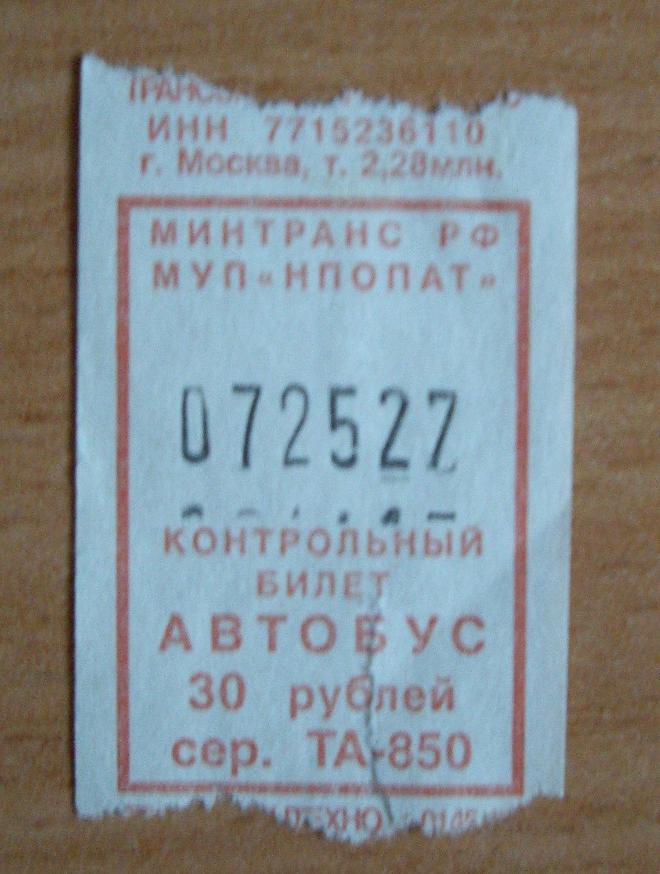 ИНН 7715236110
г. Москва, т. 2,28млн.
МИНТРАНС РФ
МУП «НПОПАТ»
072527
КОНТРОЛЬНЫЙ
БИЛЕТ
АВТОБУС
30 рублей
сер. ТА-850